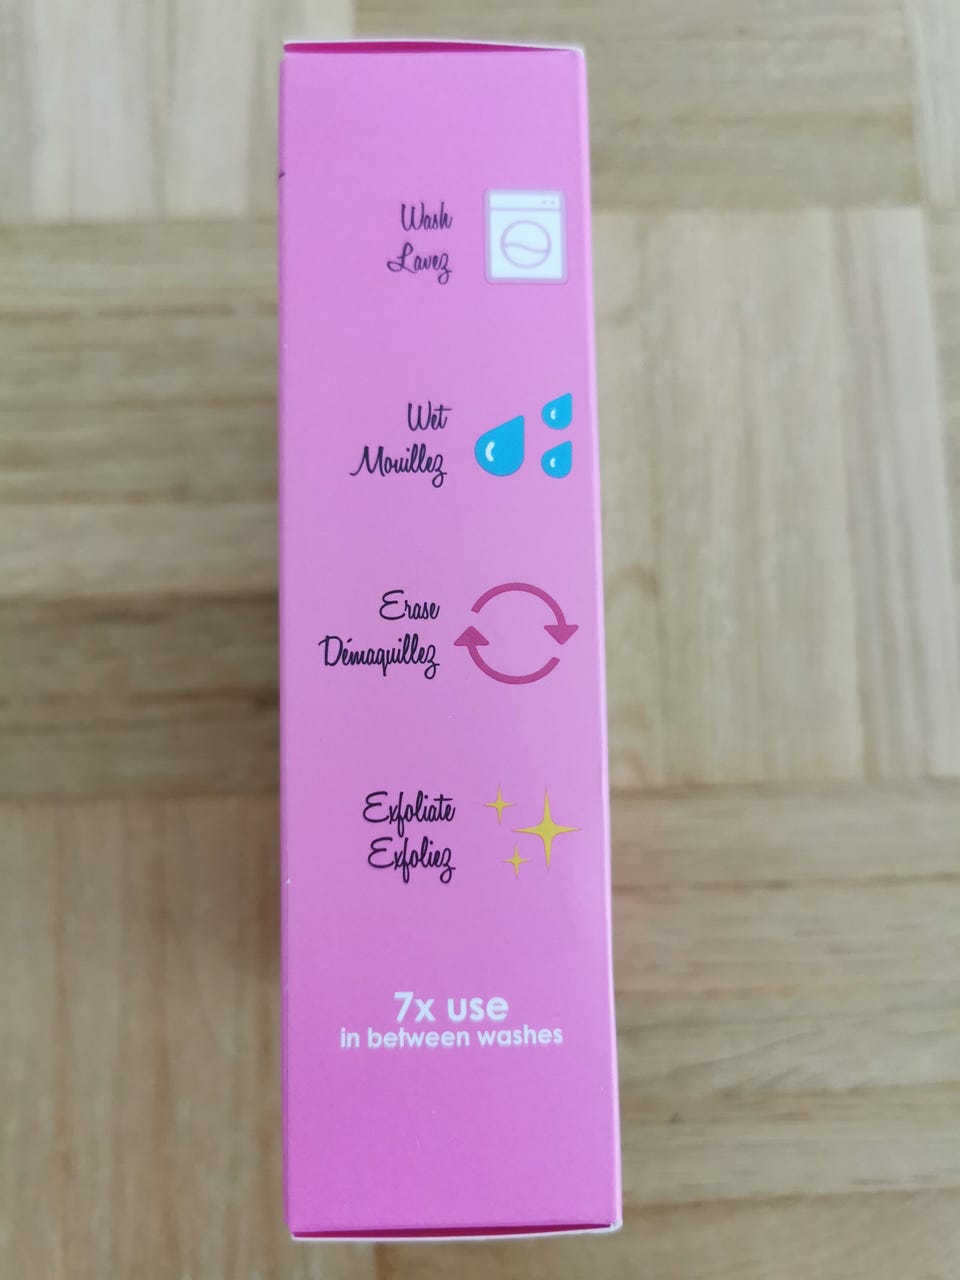 Wash
Lavez
Wet
Mouillez
Erase
Démaquillez
Exfoliate
Exfoliez
7x use
in between washes